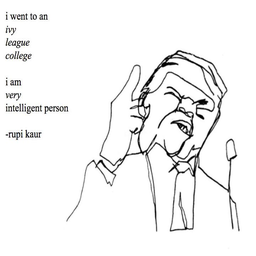 i went to an
ivy
league
college
i am
very
intelligent person
-rupi kaur